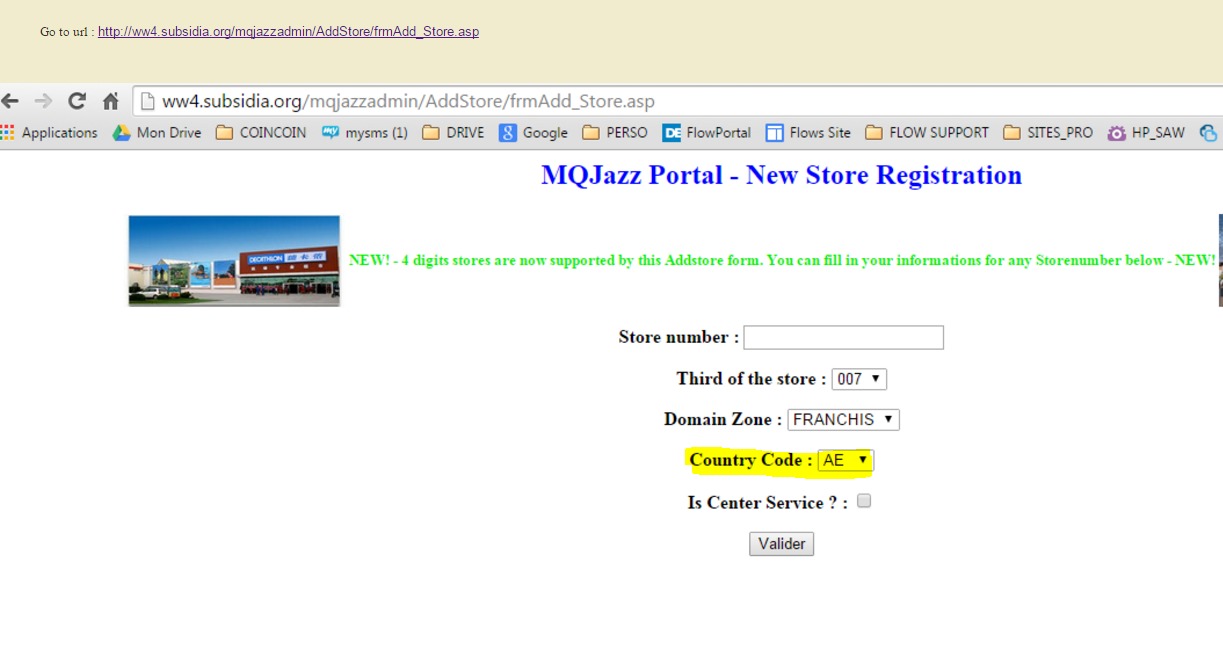 Go to url : http://ww4.subsidia.org/mqjazzadmin/AddStore/frmAdd_Store.asp
ww4.subsidia.org/mqjazzadmin/AddStore/frmAdd_Store.asp
Applications Mon Drive COINCOIN mysms (1) DRIVE Google PERSO DE FlowPortal Flows Site FLOW SUPPORT SITES_PRO HP_SAW
MQJazz Portal - New Store Registration
DECATHLON
NEW! - 4 digits stores are now supported by this Addstore form. You can fill in your informations for any Storenumber below - NEW!
Store number :
Third of the store : 007
Domain Zone : FRANCHIS
Country Code : AE
Is Center Service ? :
Valider